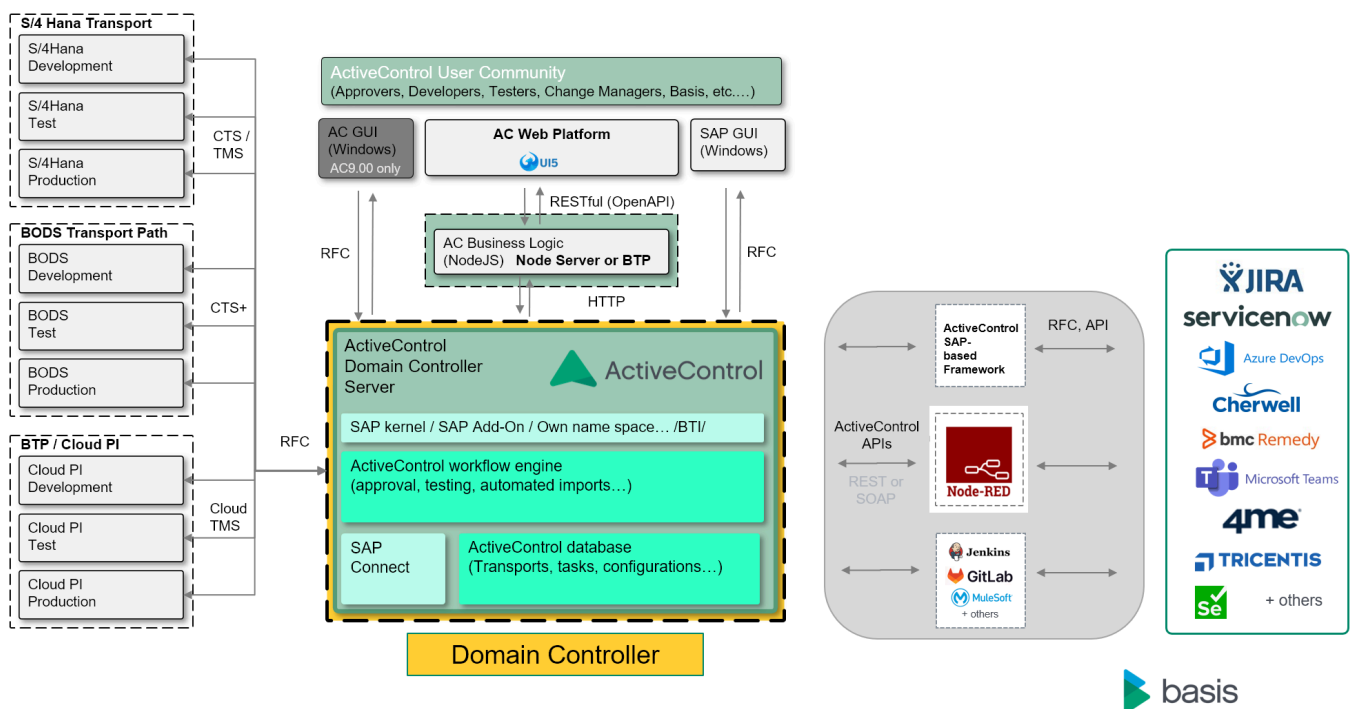 S/4 Hana Transport
S/4Hana
Development
S/4Hana
Test
S/4Hana
Production
CTS /
TMS
BODS Transport Path
BODS
Development
BODS
Test
BODS
Production
CTS+
BTP / Cloud PI
Cloud PI
Development
Cloud PI
Test
Cloud PI
Production
Cloud
TMS
RFC
ActiveControl User Community
(Approvers, Developers, Testers, Change Managers, Basis, etc.…)
AC GUI
(Windows)
AC9.00 only
AC Web Platform
UI5
SAP GUI
(Windows)
RFC
RESTful (OpenAPI)
AC Business Logic
(NodeJS) Node Server or BTP
HTTP
RFC
ActiveControl
Domain Controller
Server
ActiveControl
SAP kernel / SAP Add-On / Own name space… /BTI/
ActiveControl workflow engine
(approval, testing, automated imports…)
SAP
Connect
ActiveControl database
(Transports, tasks, configurations…)
Domain Controller
ActiveControl
SAP-
based
Framework
RFC, API
ActiveControl
APIs
REST or
SOAP
Node-RED
Jenkins
GitLab
MuleSoft
+ others
JIRA
servicenow
Azure DevOps
Cherwell
bmc Remedy
Microsoft Teams
4me
TRICENTIS
Se
+ others
basis